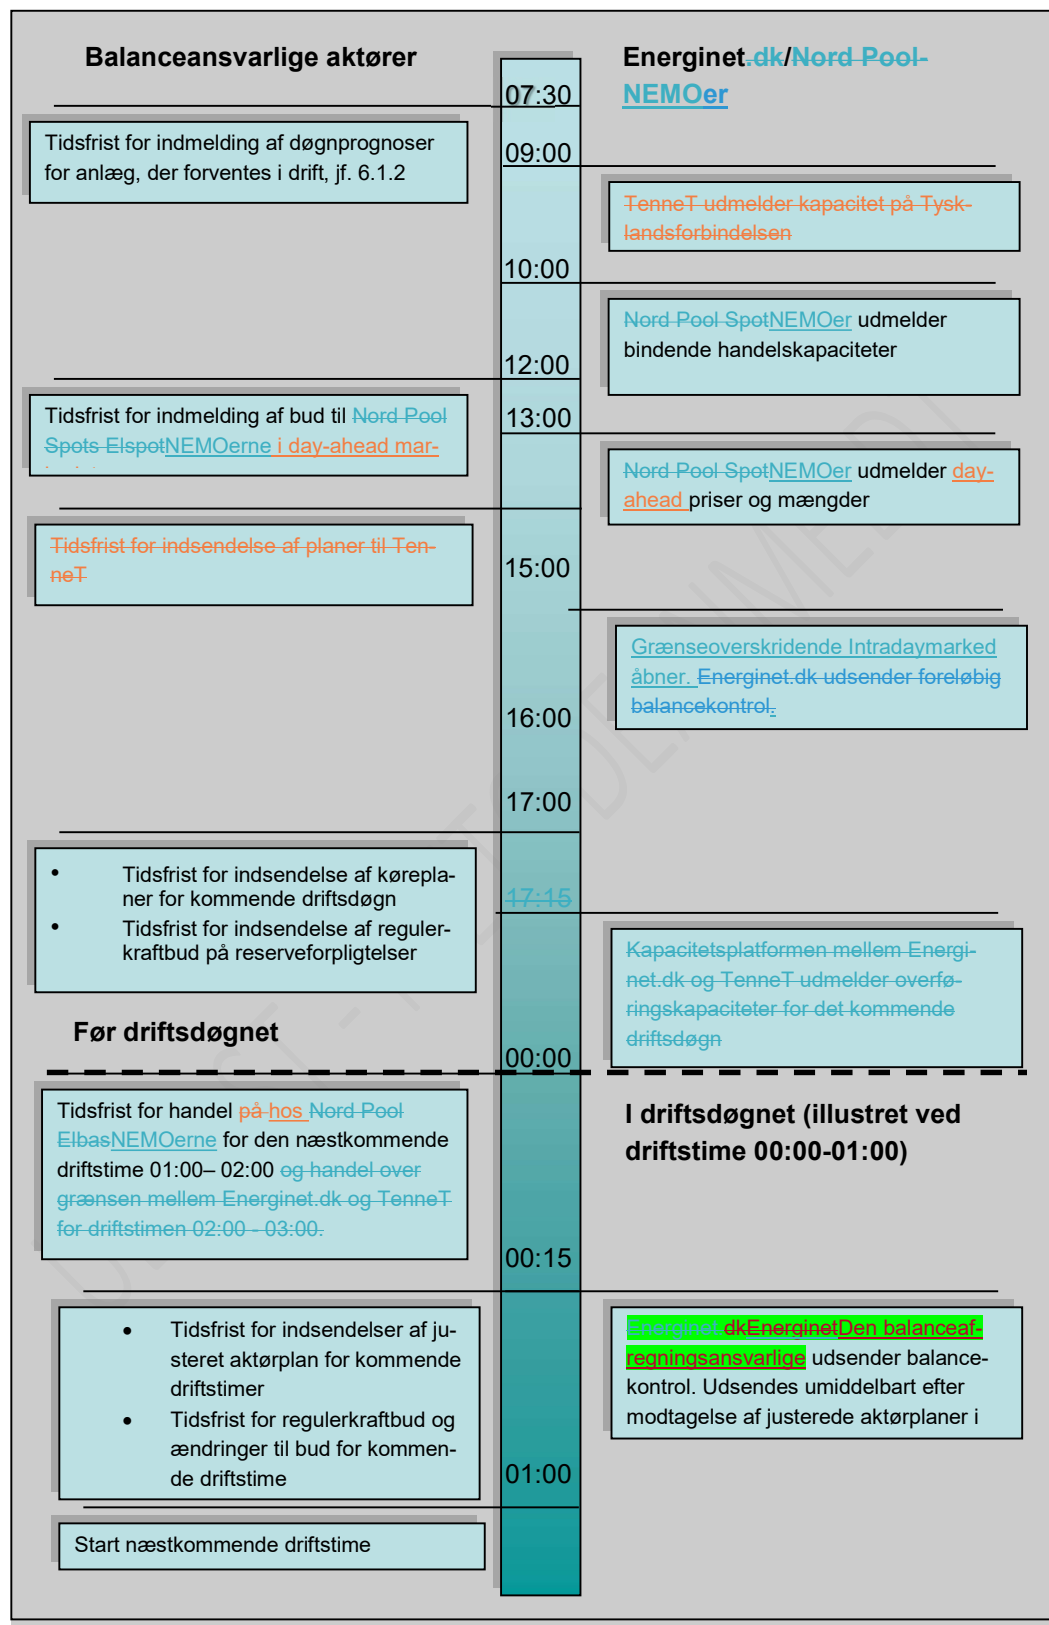 Balanceansvarlige aktører
Energinet.dk/Nord Pool-
NEMOer
07:30
Tidsfrist for indmelding af døgnprognoser
for anlæg, der forventes i drift, jf. 6.1.2
09:00
TenneT udmelder kapacitet på Tysk-
landsforbindelsen
10:00
Nord Pool SpotNEMOer udmelder
bindende handelskapaciteter
12:00
Tidsfrist for indmelding af bud til Nord Pool
Spots ElspotNEMOerne i day-ahead mar-
13:00
Nord Pool SpotNEMOer udmelder day-
ahead priser og mængder
Tidsfrist for indsendelse af planer til Ten-
neT
15:00
Grænseoverskridende Intradaymarked
åbner. Energinet.dk udsender foreløbig
balancekontrol.
16:00
17:00
• Tidsfrist for indsendelse af kørepla-
ner for kommende driftsdøgn
• Tidsfrist for indsendelse af reguler-
kraftbud på reserveforpligtelser
17:15
Kapacitetsplatformen mellem Energi-
net.dk og TenneT udmelder overfø-
ringskapaciteter for det kommende
driftsdøgn
Før driftsdøgnet
00:00
Tidsfrist for handel på hos Nord Pool
ElbasNEMOerne for den næstkommende
driftstime 01:00– 02:00 og handel over
grænsen mellem Energinet.dk og TenneT
for driftstimen 02:00 - 03:00.
I driftsdøgnet (illustret ved
driftstime 00:00-01:00)
00:15
• Tidsfrist for indsendelser af ju-
steret aktørplan for kommende
driftstimer
• Tidsfrist for regulerkraftbud og
ændringer til bud for kommen-
de driftstime
Energinet.dkEnerginetDen balanceaf-
regningsansvarlige udsender balance-
kontrol. Udsendes umiddelbart efter
modtagelse af justerede aktørplaner i
01:00
Start næstkommende driftstime